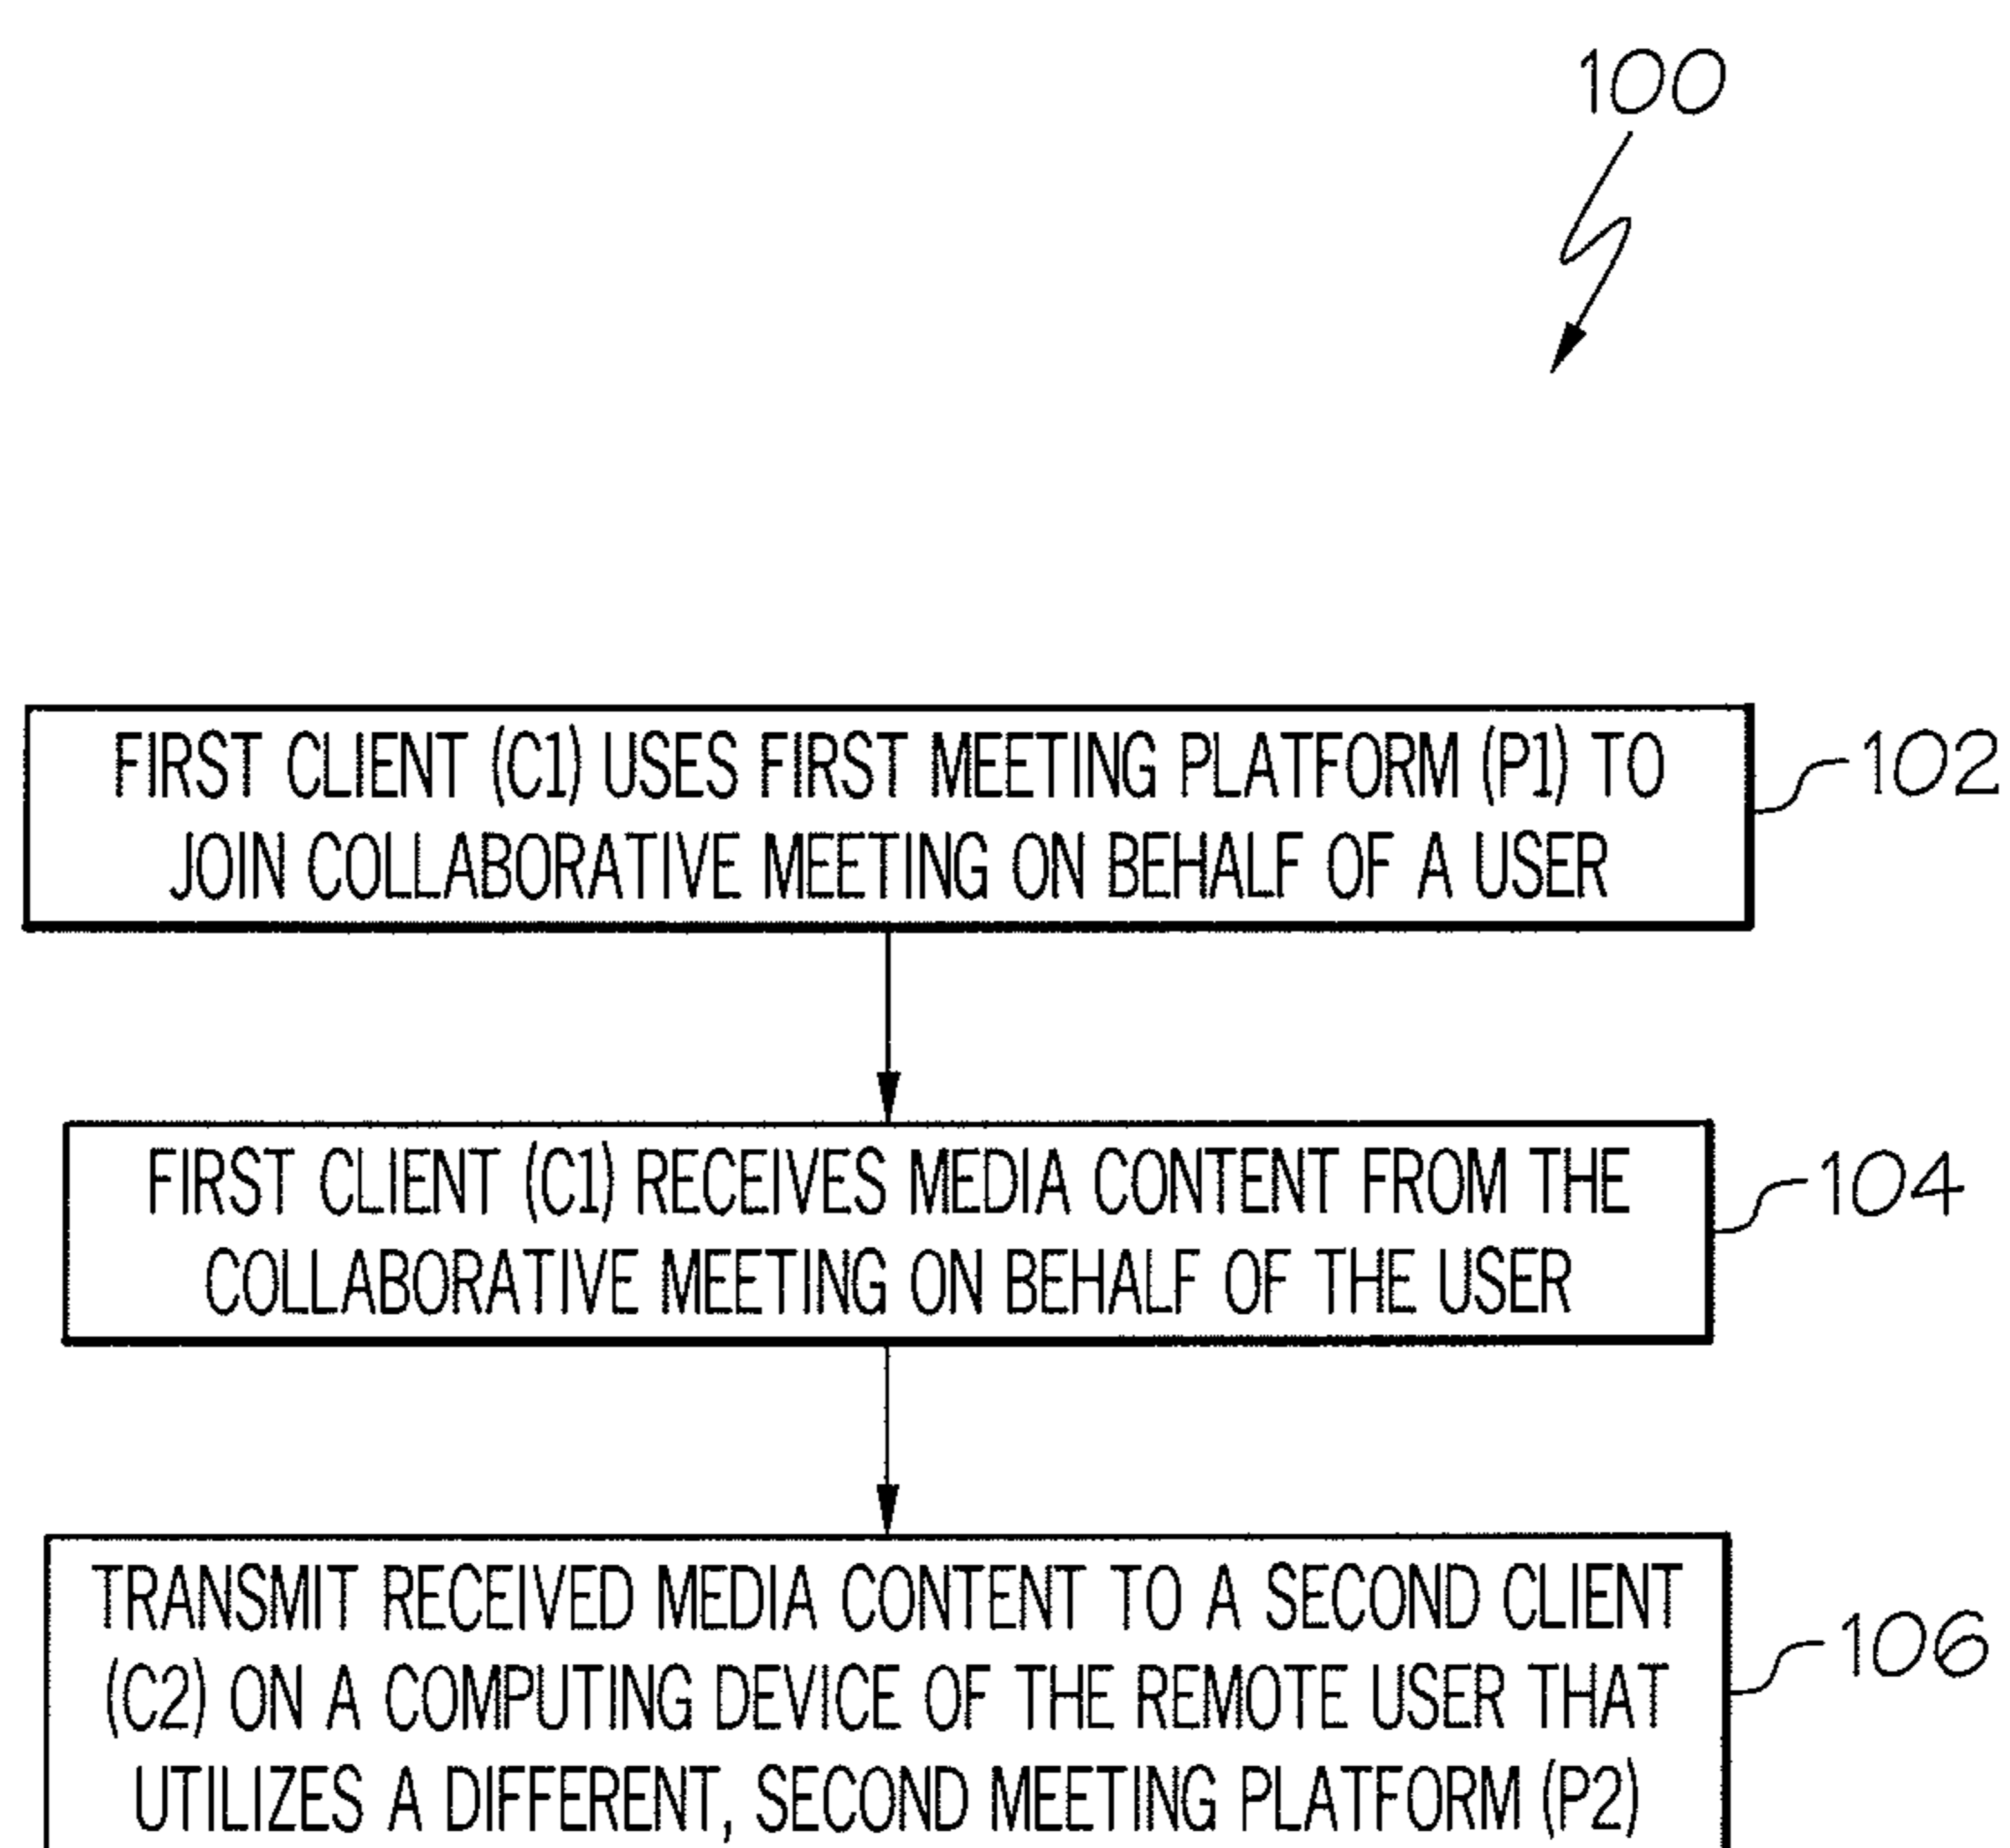 100
FIRST CLIENT (C1) USES FIRST MEETING PLATFORM (P1) TO
JOIN COLLABORATIVE MEETING ON BEHALF OF A USER
102
FIRST CLIENT (C1) RECEIVES MEDIA CONTENT FROM THE
COLLABORATIVE MEETING ON BEHALF OF THE USER
104
TRANSMIT RECEIVED MEDIA CONTENT TO A SECOND CLIENT
(C2) ON A COMPUTING DEVICE OF THE REMOTE USER THAT
UTILIZES A DIFFERENT, SECOND MEETING PLATFORM (P2)
106